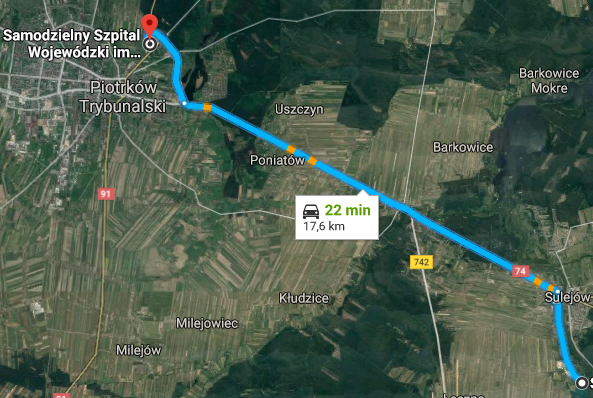 Samodzielny Szpital
Wojewódzki im...
Piotrków
Trybunalski
Uszczyn
Barkowice
Mokre
Poniatów
Barkowice
91
22 min
17,6 km
742
74
Kłudzice
Sulejów
Milejowiec
Milejów
91